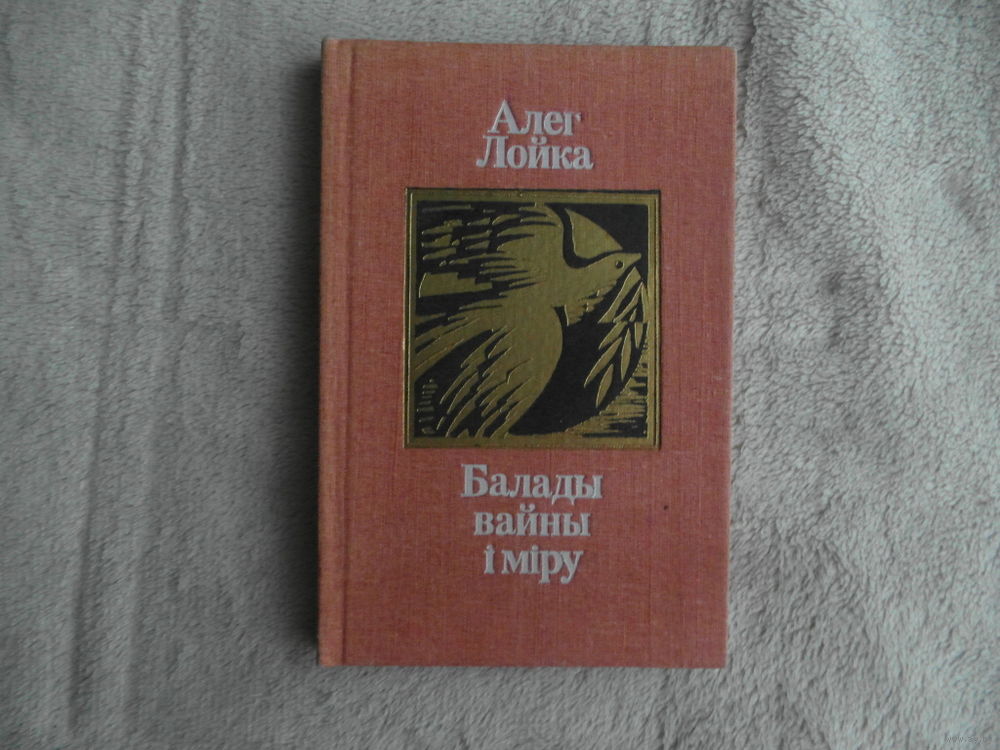 Алег
Лойка
Балады
вайны
і міру